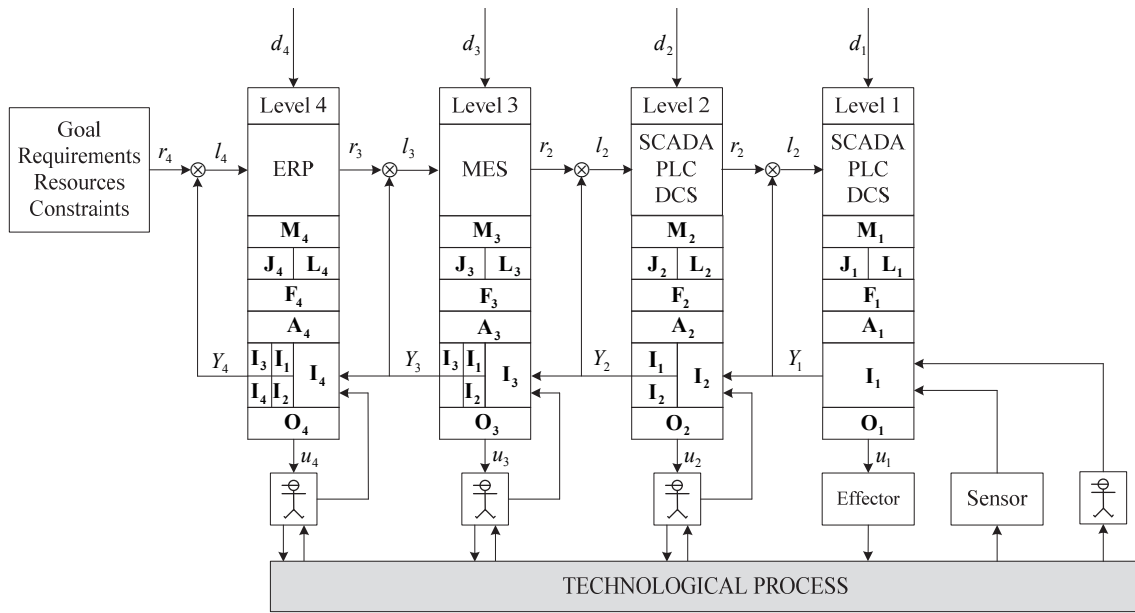 d4 d3 d2 d1
Level 4 Level 3 Level 2 Level 1
Goal
Requirements
Resources
Constraints
r4 l4 ERP r3 l3 MES r2 l2 SCADA PLC DCS r2 l2 SCADA PLC DCS
M4 M3 M2 M1
J4 L4 J3 L3 J2 L2 J1 L1
F4 F3 F2 F1
A4 A3 A2 A1
Y4 I3 I1 I4 Y3 I3 I1 I3 Y2 I1 I2 Y1 I1
I4 I2 I2 I2
O4 O3 O2 O1
u4 u3 u2 u1
Effector Sensor
TECHNOLOGICAL PROCESS